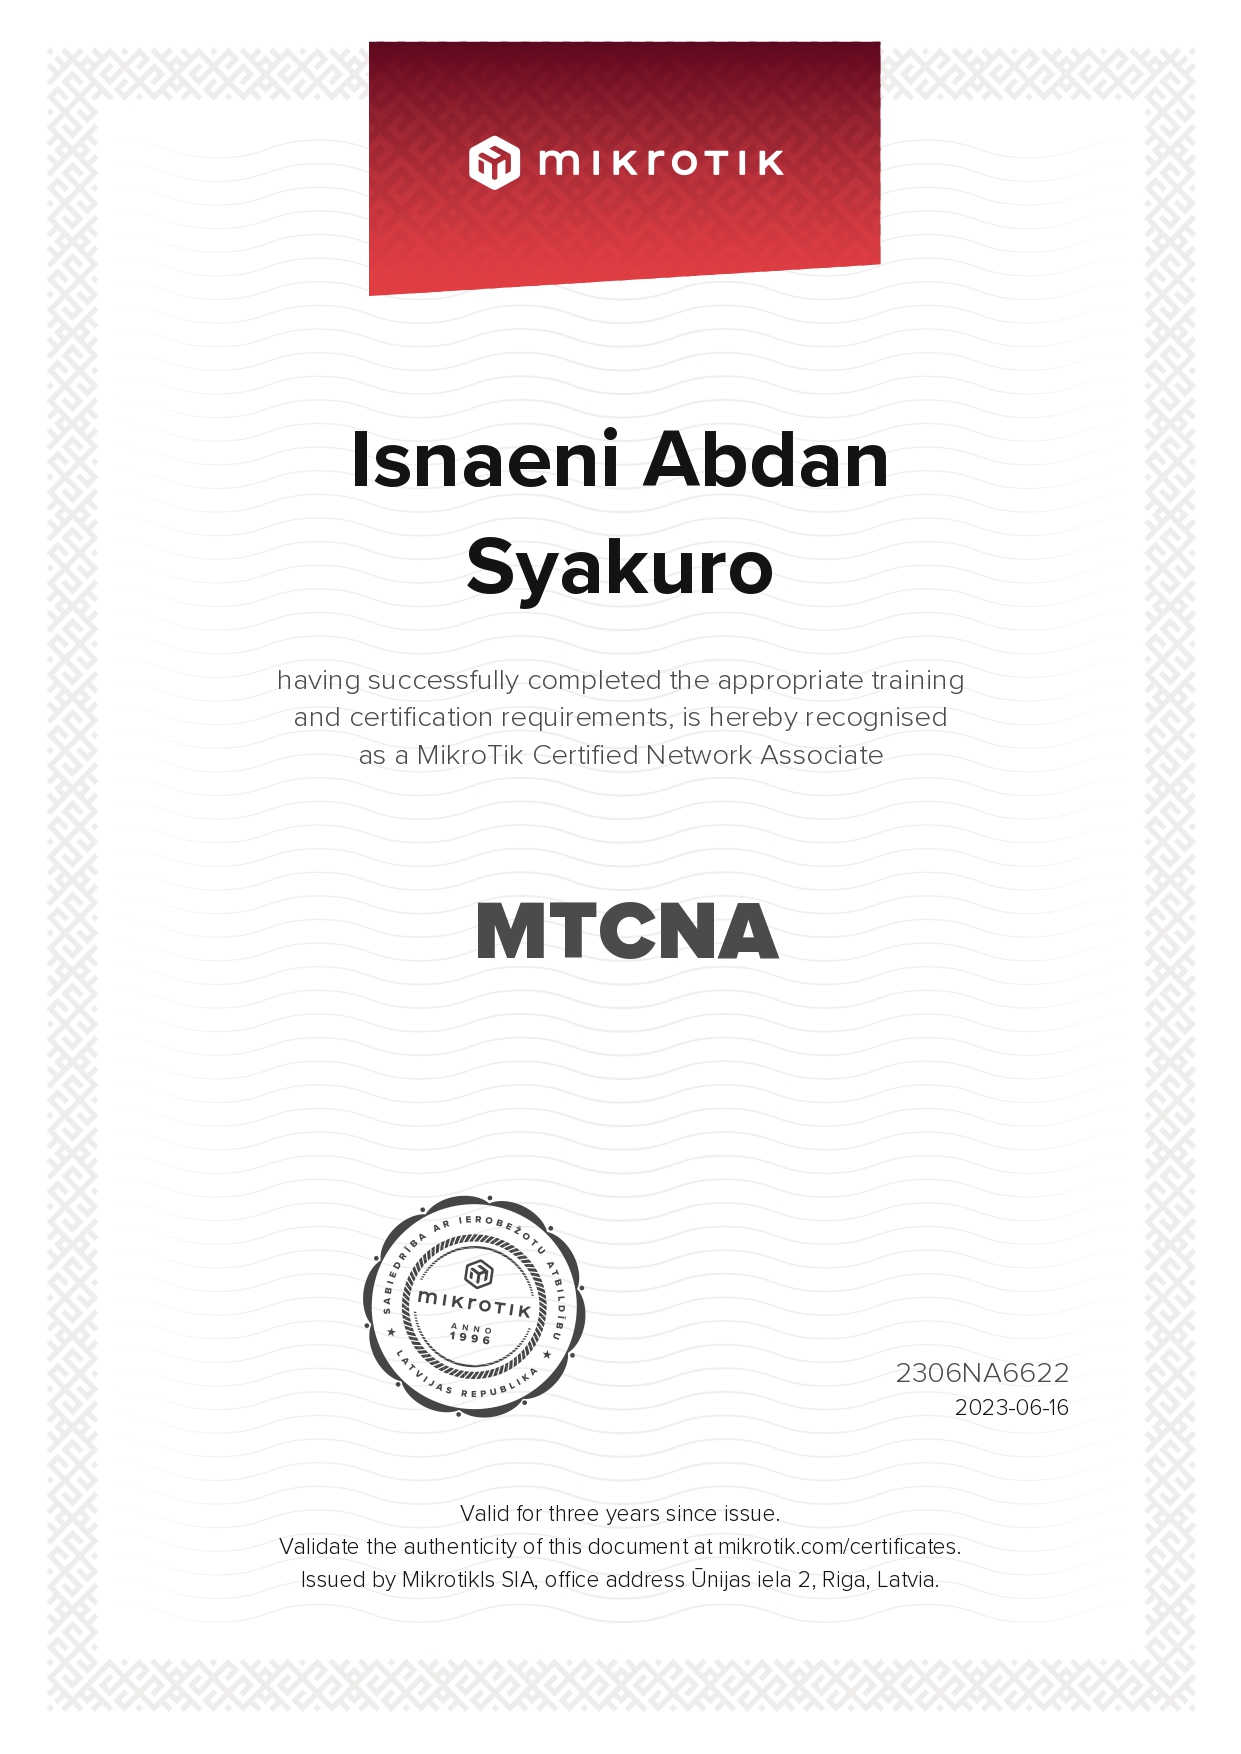 mikrotik
Isnaeni Abdan
Syakuro
having successfully completed the appropriate training
and certification requirements, is hereby recognised
as a MikroTik Certified Network Associate
MTCNA
SABIEDRĪBA AR IEROBEŽOTU ATBILDĪBU
mikrotik
ANNO
1996
★ LATVIJAS REPUBLIKA ★
2306NA6622
2023-06-16
Valid for three years since issue.
Validate the authenticity of this document at mikrotik.com/certificates.
Issued by Mikrotikls SIA, office address Ūnijas iela 2, Riga, Latvia.